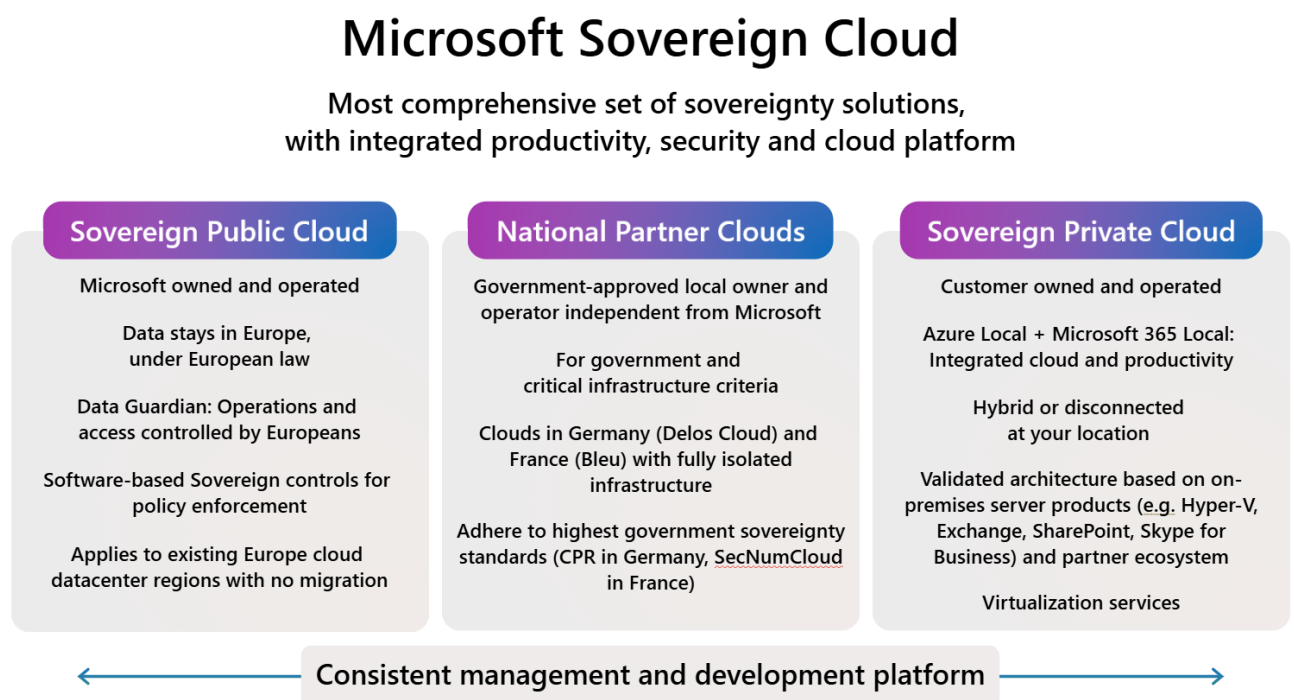 Microsoft Sovereign Cloud
Most comprehensive set of sovereignty solutions,
with integrated productivity, security and cloud platform
Sovereign Public Cloud
Microsoft owned and operated
Data stays in Europe,
under European law
Data Guardian: Operations and
access controlled by Europeans
Software-based Sovereign controls for
policy enforcement
Applies to existing Europe cloud
datacenter regions with no migration
National Partner Clouds
Government-approved local owner and
operator independent from Microsoft
For government and
critical infrastructure criteria
Clouds in Germany (Delos Cloud) and
France (Bleu) with fully isolated
infrastructure
Adhere to highest government sovereignty
standards (CPR in Germany, SecNumCloud
in France)
Sovereign Private Cloud
Customer owned and operated
Azure Local + Microsoft 365 Local:
Integrated cloud and productivity
Hybrid or disconnected
at your location
Validated architecture based on on-
premises server products (e.g. Hyper-V,
Exchange, SharePoint, Skype for
Business) and partner ecosystem
Virtualization services
Consistent management and development platform